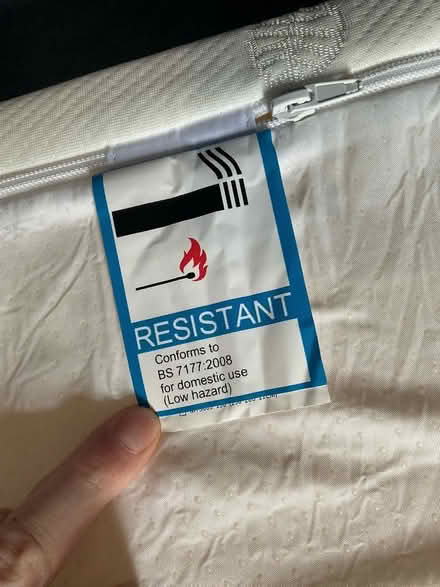 RESISTANT
Conforms to
BS 7177:2008
for domestic use
(Low hazard)